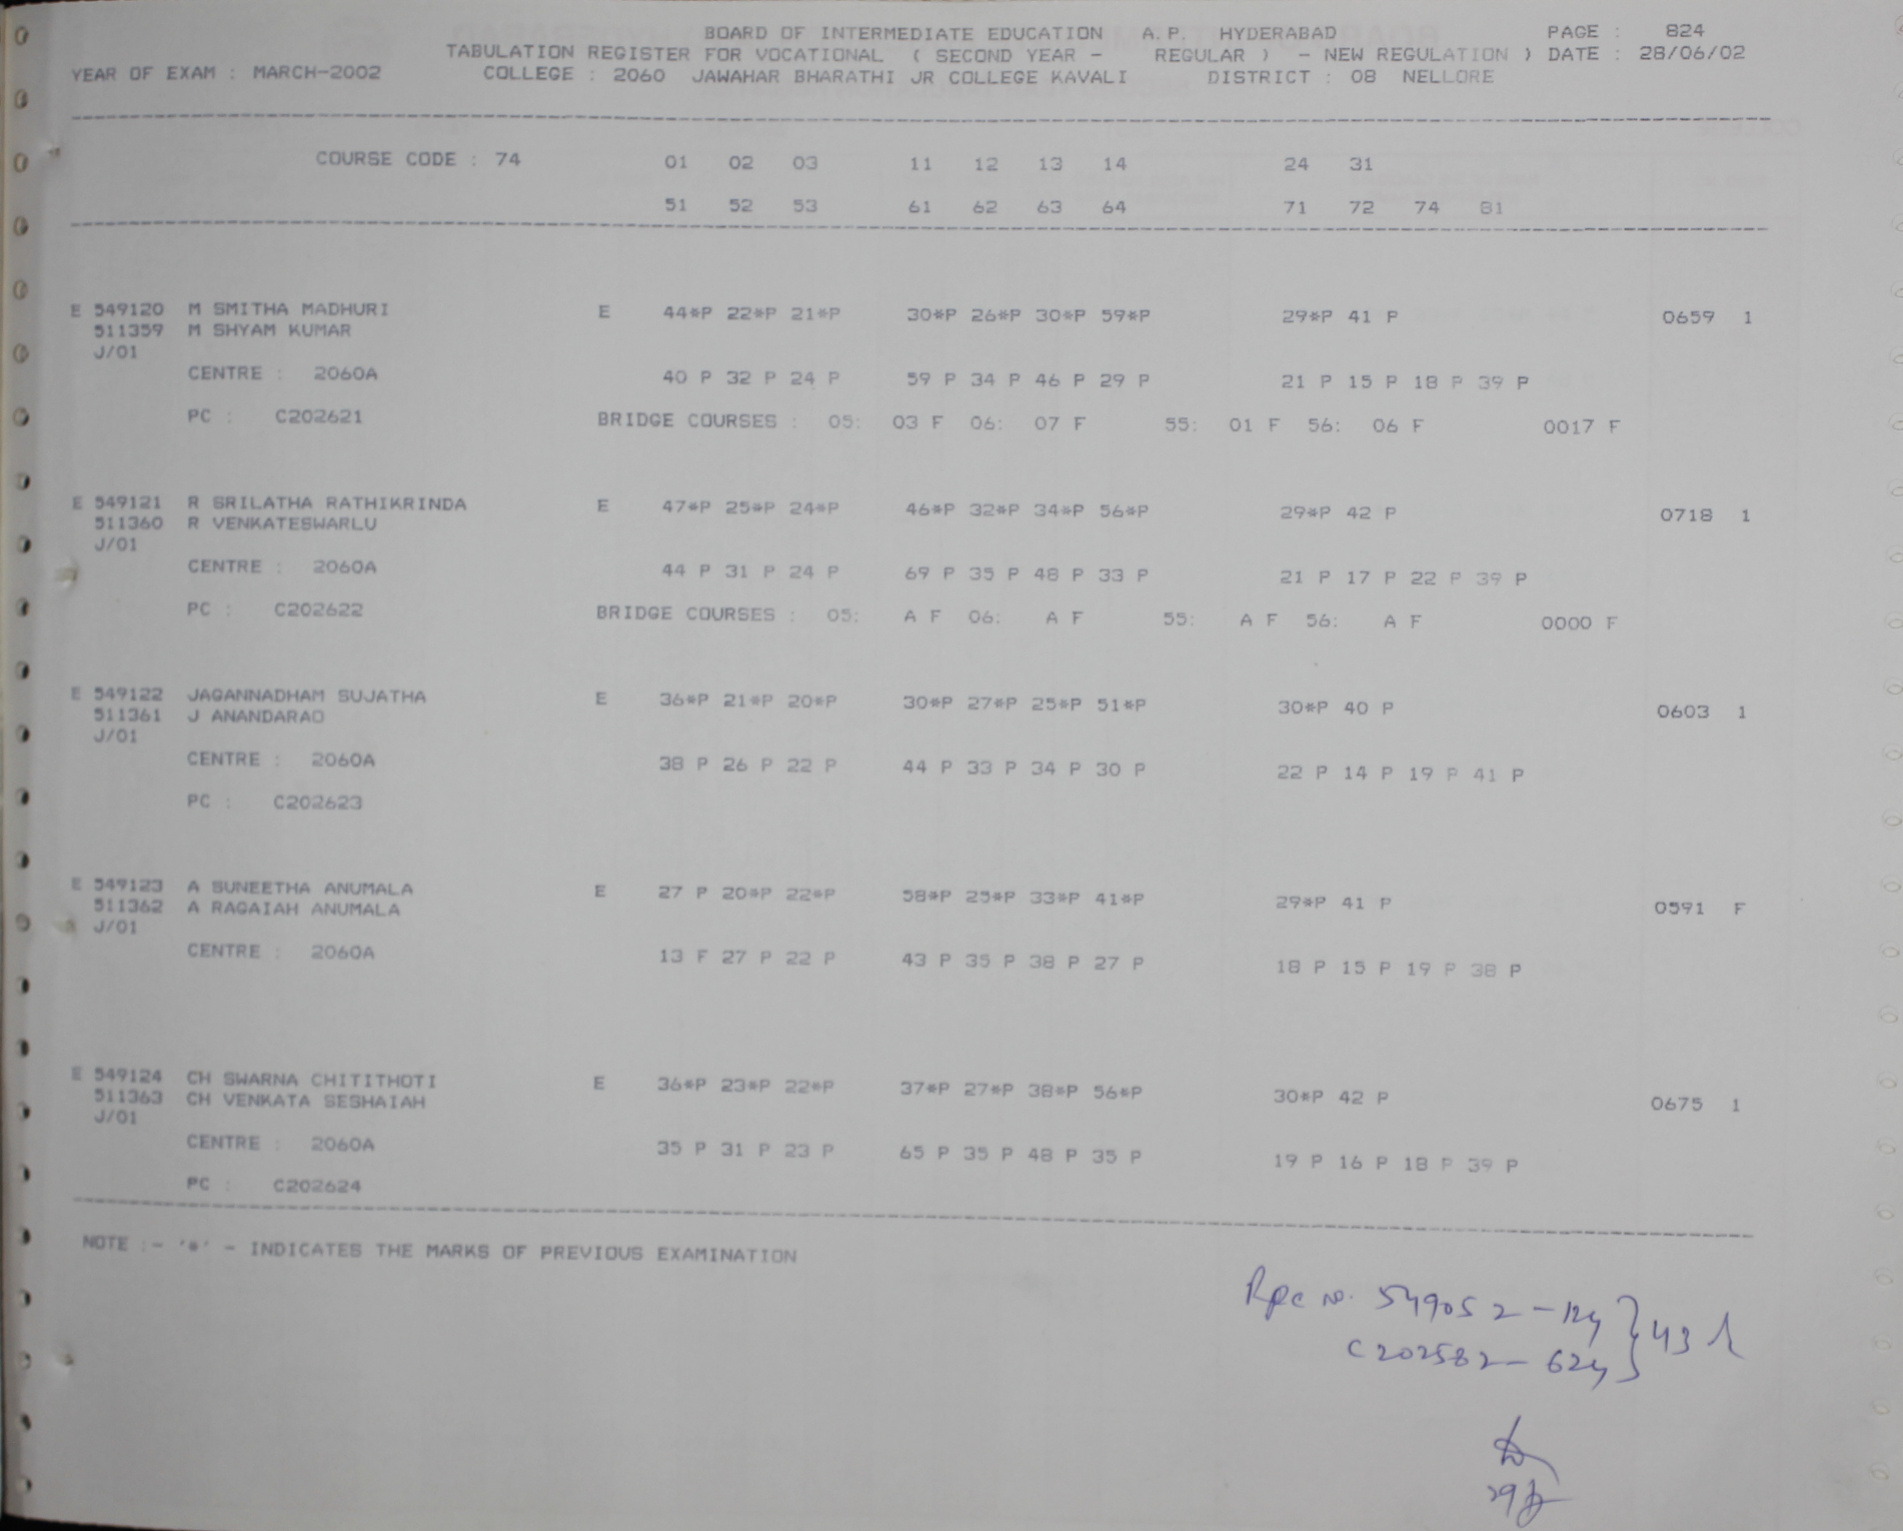 BOARD OF INTERMEDIATE EDUCATION A.P. HYDERABAD PAGE : 824
TABULATION REGISTER FOR VOCATIONAL ( SECOND YEAR - REGULAR ) - NEW REGULATION ) DATE : 28/06/02
YEAR OF EXAM : MARCH-2002 COLLEGE : 2060 JAWAHAR BHARATHI JR COLLEGE KAVALI DISTRICT : 08 NELLORE
COURSE CODE : 74 01 02 03 11 12 13 14 24 31
51 52 53 61 62 63 64 71 72 74 81
E 549120 M SMITHA MADHURI E 44*P 22*P 21*P 30*P 26*P 30*P 59*P 29*P 41 P 0659 1
511359 M SHYAM KUMAR
J/01
CENTRE : 2060A 40 P 32 P 24 P 59 P 34 P 46 P 29 P 21 P 15 P 18 P 39 P
PC : C202621 BRIDGE COURSES : 05: 03 F 06: 07 F 55: 01 F 56: 06 F 0017 F
E 549121 R SRILATHA RATHIKRINDA E 47*P 25*P 24*P 46*P 32*P 34*P 56*P 29*P 42 P 0718 1
511360 R VENKATESWARLU
J/01
CENTRE : 2060A 44 P 31 P 24 P 69 P 35 P 48 P 33 P 21 P 17 P 22 P 39 P
PC : C202622 BRIDGE COURSES : 05: A F 06: A F 55: A F 56: A F 0000 F
E 549122 JAGANNADHAM SUJATHA E 36*P 21*P 20*P 30*P 27*P 25*P 51*P 30*P 40 P 0603 1
511361 J ANANDARAO
J/01
CENTRE : 2060A 38 P 26 P 22 P 44 P 33 P 34 P 30 P 22 P 14 P 19 P 41 P
PC : C202623
E 549123 A SUNEETHA ANUMALA E 27 P 20*P 22*P 58*P 25*P 33*P 41*P 29*P 41 P 0591 F
511362 A RAGAIAH ANUMALA
J/01
CENTRE : 2060A 13 F 27 P 22 P 43 P 35 P 38 P 27 P 18 P 15 P 19 P 38 P
E 549124 CH SWARNA CHITITHOTI E 36*P 23*P 22*P 37*P 27*P 38*P 56*P 30*P 42 P 0675 1
511363 CH VENKATA SESHAIAH
J/01
CENTRE : 2060A 35 P 31 P 23 P 65 P 35 P 48 P 35 P 19 P 16 P 18 P 39 P
PC : C202624
NOTE :- '*' - INDICATES THE MARKS OF PREVIOUS EXAMINATION
no. 549052 - 124 } 43
C202582 - 624